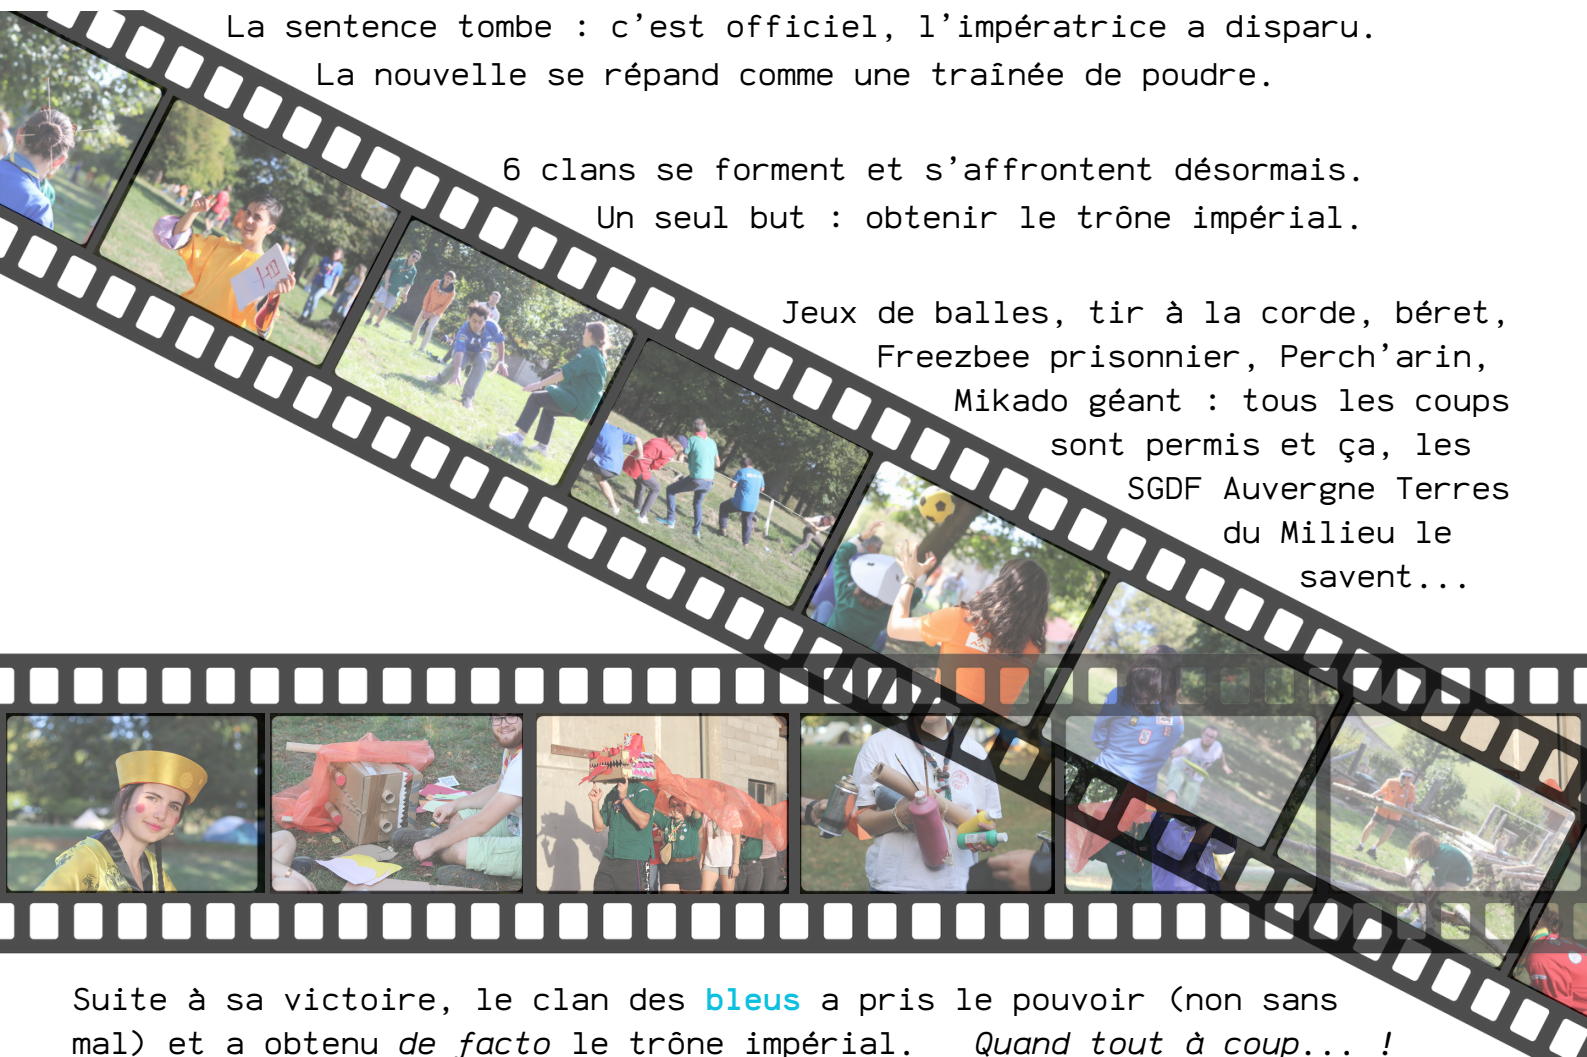 La sentence tombe : c'est officiel, l'impératrice a disparu.
La nouvelle se répand comme une traînée de poudre.
6 clans se forment et s'affrontent désormais.
Un seul but : obtenir le trône impérial.
Jeux de balles, tir à la corde, béret,
Freezbee prisonnier, Perch'arin,
Mikado géant : tous les coups
sont permis et ça, les
SGDF Auvergne Terres
du Milieu le
savent...
Suite à sa victoire, le clan des bleus a pris le pouvoir (non sans
mal) et a obtenu de facto le trône impérial. Quand tout à coup... !